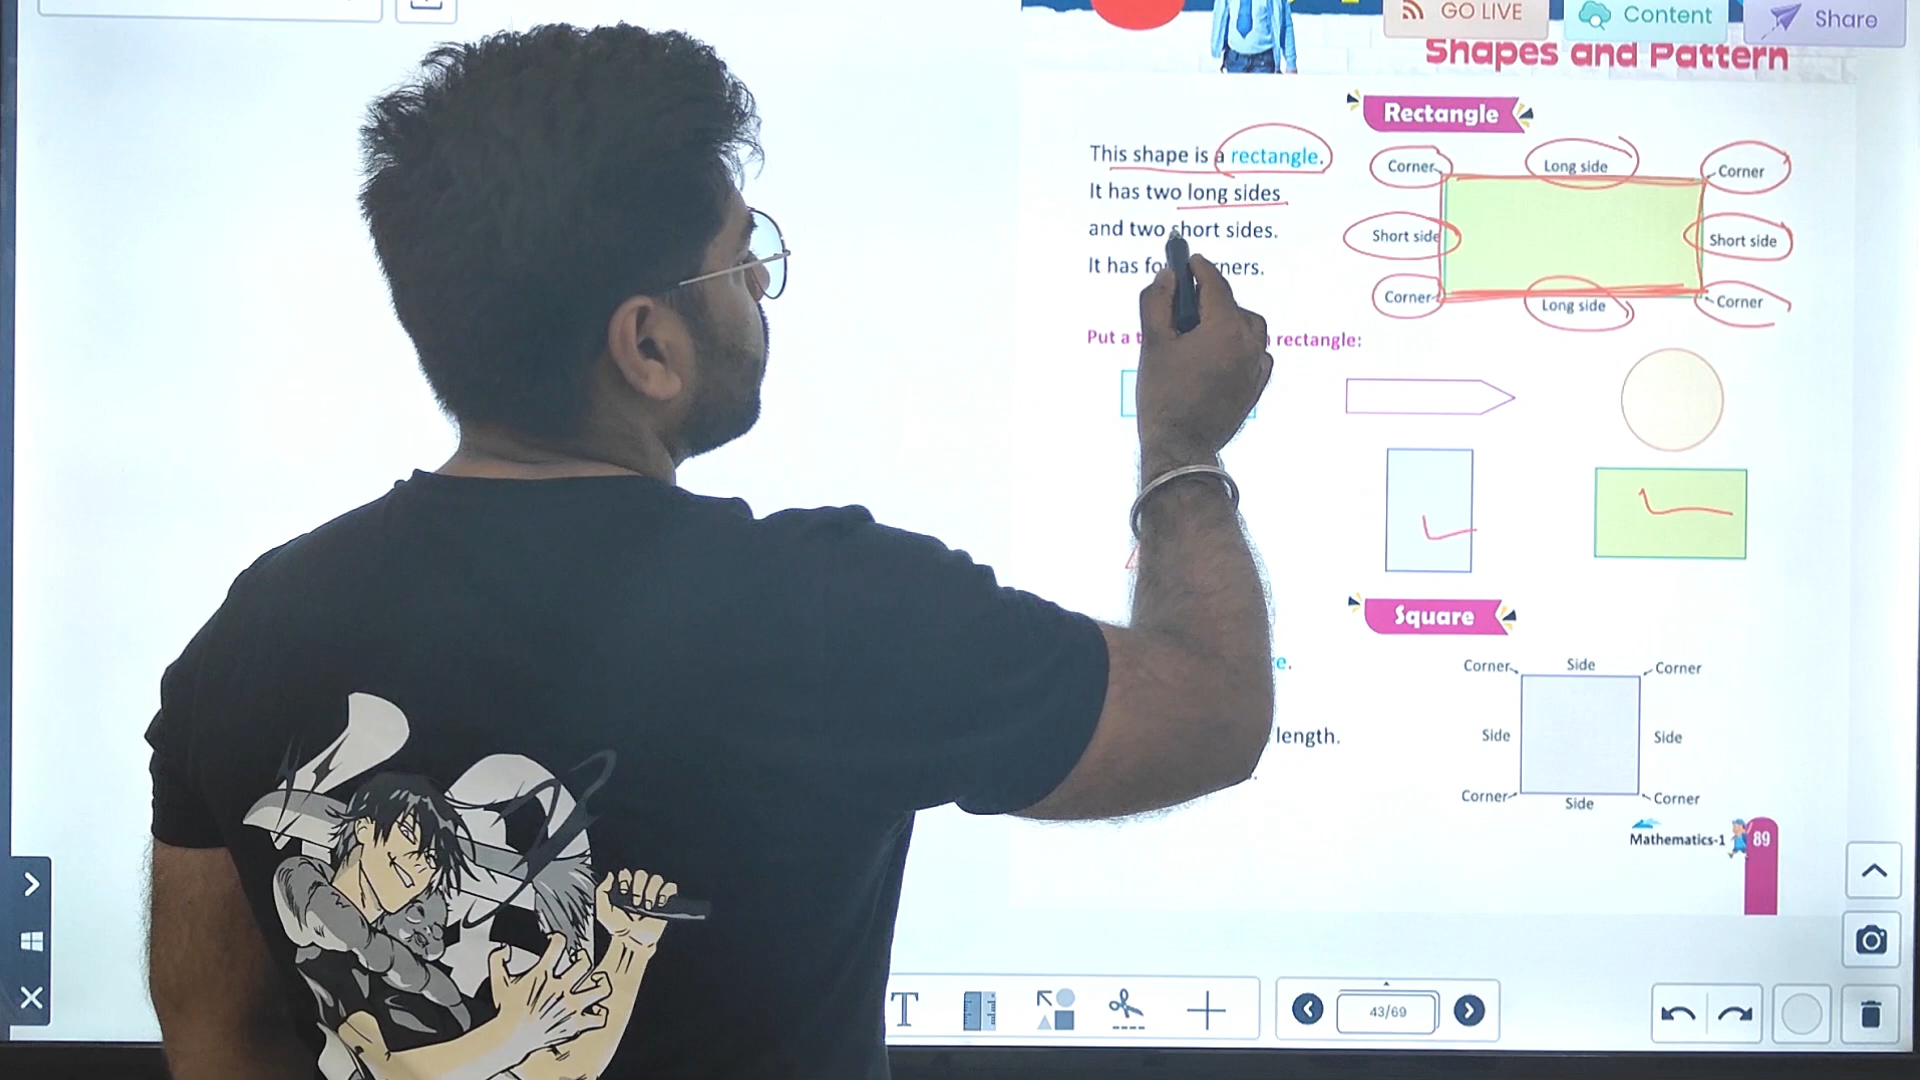 GO LIVE
Content
Share
Shapes and Pattern
Rectangle
This shape is a rectangle.
It has two long sides
and two short sides.
It has
Corner
Long side
Corner
Short side
Short side
Corner
Long side
Corner
Put a
rectangle:
Square
length.
Corner
Side
Corner
Side
Side
Corner
Side
Corner
Mathematics-1
89
T
43/69